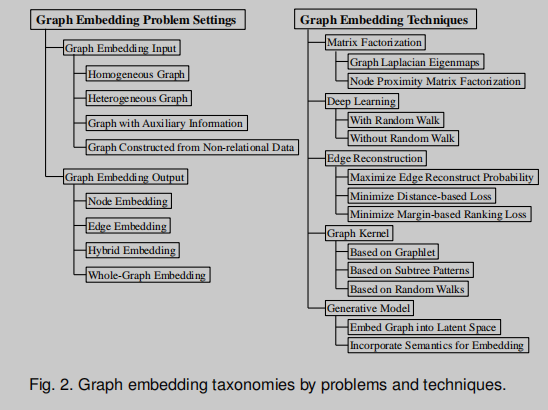 Graph Embedding Problem Settings
Graph Embedding Input
Homogeneous Graph
Heterogeneous Graph
Graph with Auxiliary Information
Graph Constructed from Non-relational Data
Graph Embedding Output
Node Embedding
Edge Embedding
Hybrid Embedding
Whole-Graph Embedding
Graph Embedding Techniques
Matrix Factorization
Graph Laplacian Eigenmaps
Node Proximity Matrix Factorization
Deep Learning
With Random Walk
Without Random Walk
Edge Reconstruction
Maximize Edge Reconstruct Probability
Minimize Distance-based Loss
Minimize Margin-based Ranking Loss
Graph Kernel
Based on Graphlet
Based on Subtree Patterns
Based on Random Walks
Generative Model
Embed Graph into Latent Space
Incorporate Semantics for Embedding
Fig. 2. Graph embedding taxonomies by problems and techniques.